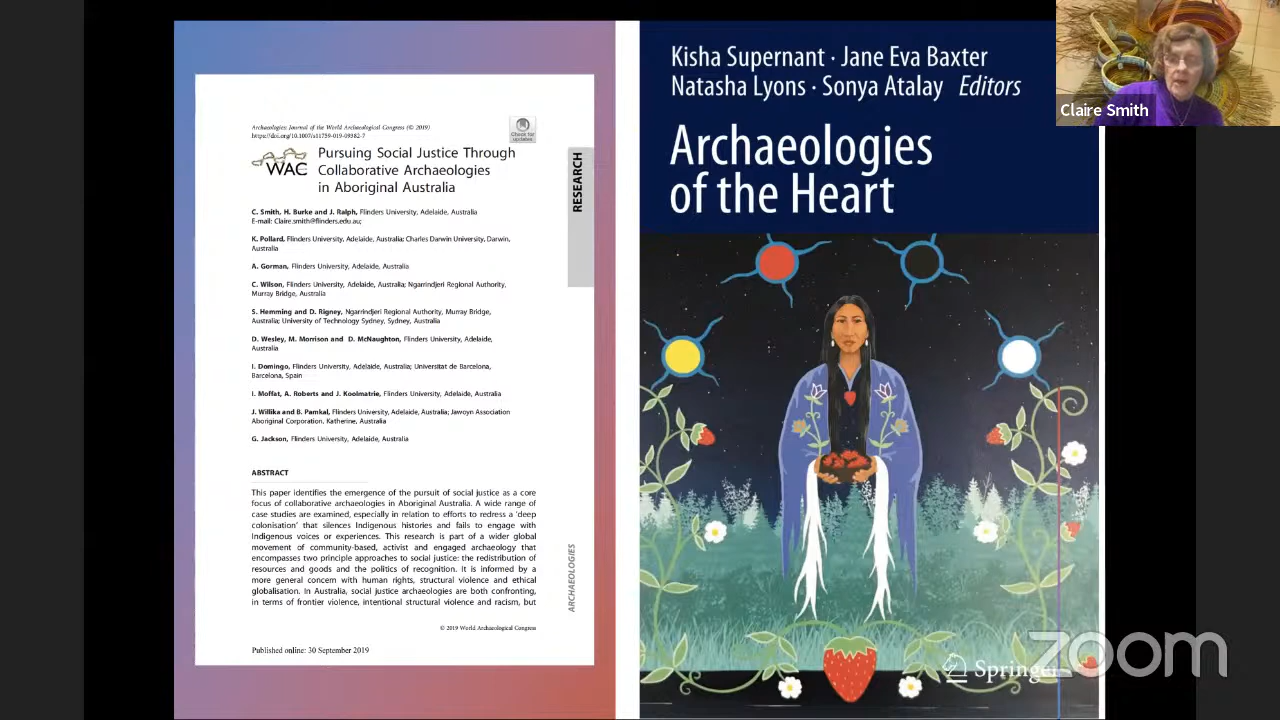 Archaeologies: Journal of the World Archaeological Congress (© 2019)
https://doi.org/10.1007/s11759-019-09382-7
Check for
updates
WAC
Pursuing Social Justice Through
Collaborative Archaeologies
in Aboriginal Australia
RESEARCH
C. Smith, H. Burke and J. Ralph, Flinders University, Adelaide, Australia
E-mail: Claire.smith@flinders.edu.au;
K. Pollard, Flinders University, Adelaide, Australia; Charles Darwin University, Darwin,
Australia
A. Gorman, Flinders University, Adelaide, Australia
C. Wilson, Flinders University, Adelaide, Australia; Ngarrindjeri Regional Authority,
Murray Bridge, Australia
S. Hemming and D. Rigney, Ngarrindjeri Regional Authority, Murray Bridge,
Australia; University of Technology Sydney, Sydney, Australia
D. Wesley, M. Morrison and D. McNaughton, Flinders University, Adelaide,
Australia
I. Domingo, Flinders University, Adelaide, Australia; Universitat de Barcelona,
Barcelona, Spain
I. Moffat, A. Roberts and J. Koolmatrie, Flinders University, Adelaide, Australia
J. Willika and B. Pamkal, Flinders University, Adelaide, Australia; Jawoyn Association
Aboriginal Corporation, Katherine, Australia
G. Jackson, Flinders University, Adelaide, Australia
ABSTRACT
This paper identifies the emergence of the pursuit of social justice as a core
focus of collaborative archaeologies in Aboriginal Australia. A wide range of
case studies are examined, especially in relation to efforts to redress a 'deep
colonisation' that silences Indigenous histories and fails to engage with
Indigenous voices or experiences. This research is part of a wider global
movement of community-based, activist and engaged archaeology that
encompasses two principle approaches to social justice: the redistribution of
resources and goods and the politics of recognition. It is informed by a
more general concern with human rights, structural violence and ethical
globalisation. In Australia, social justice archaeologies are both confronting,
in terms of frontier violence, intentional structural violence and racism, but
ARCHAEOLOGIES
© 2019 World Archaeological Congress
Published online: 30 September 2019
Kisha Supernant · Jane Eva Baxter
Natasha Lyons · Sonya Atalay Editors
Archaeologies
of the Heart
Springer
Claire Smith
zoom